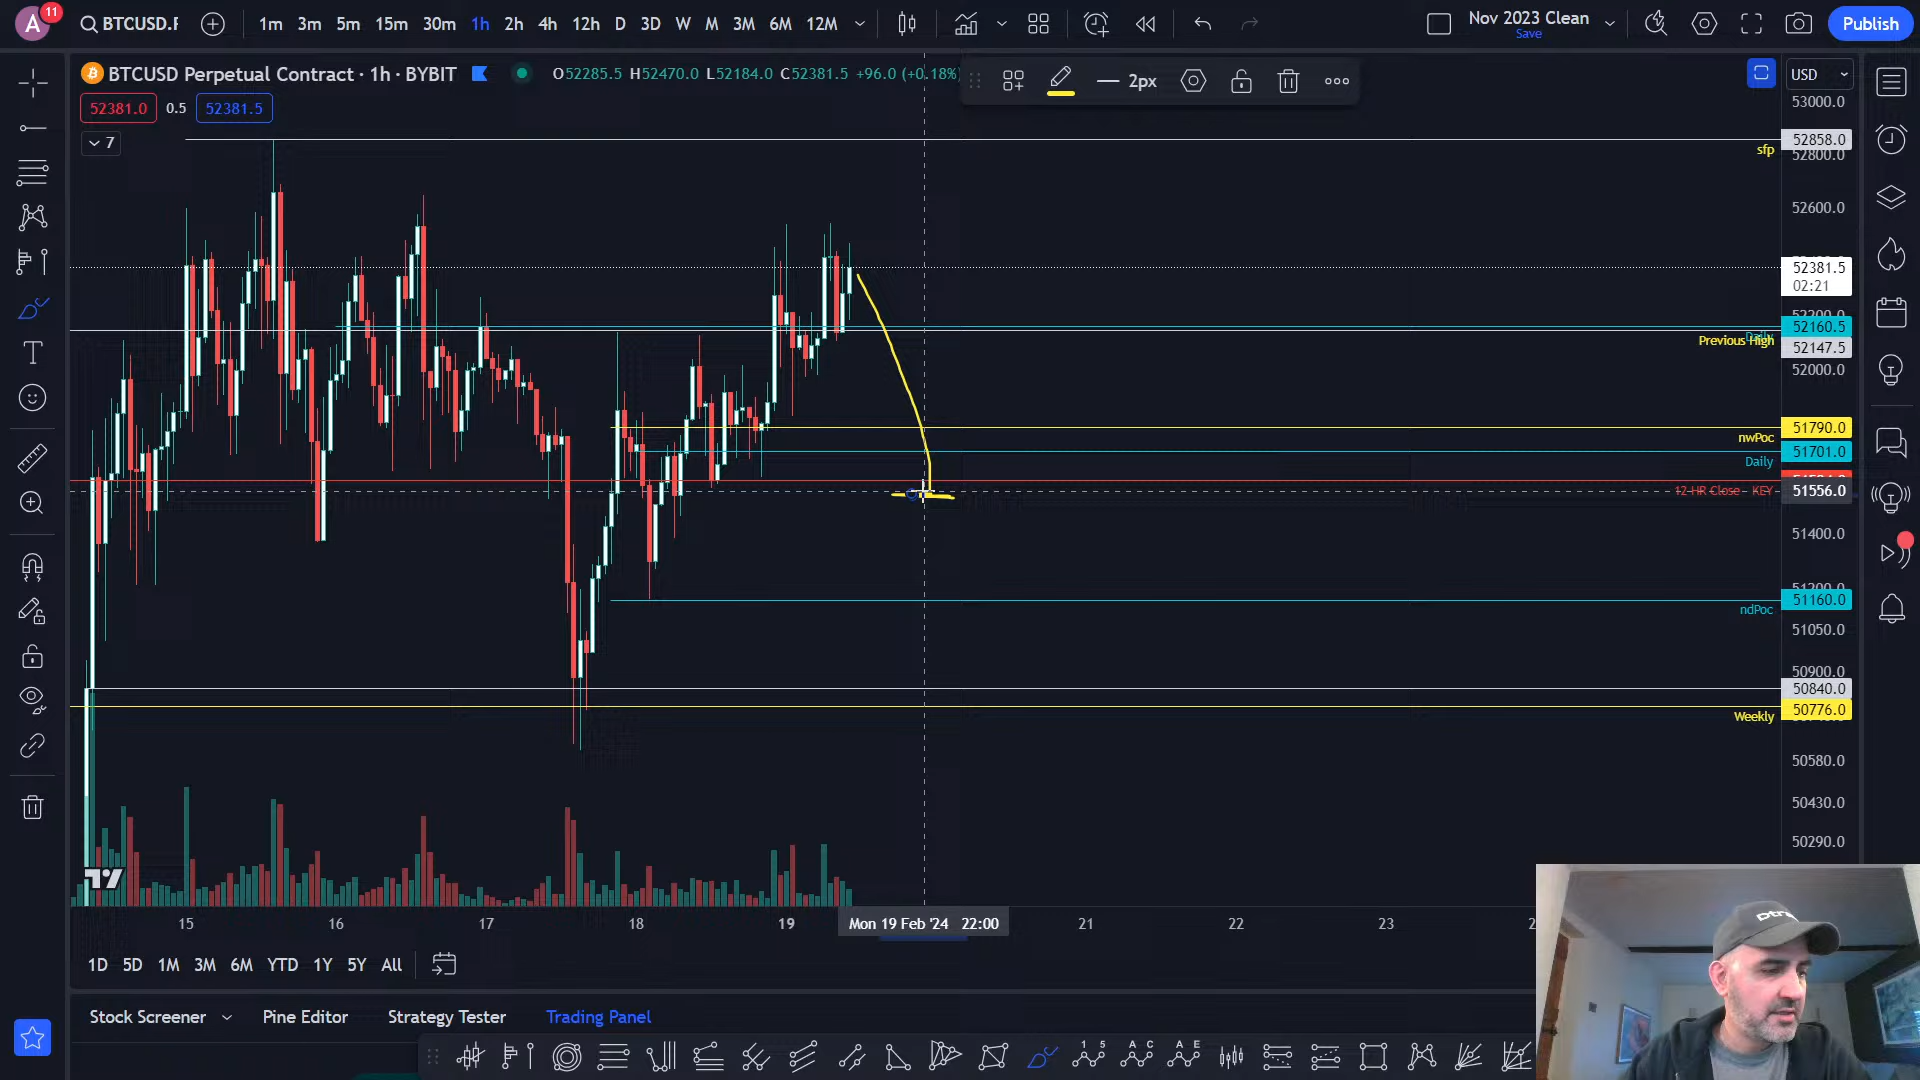 A
11
BTCUSD.F
1m 3m 5m 15m 30m 1h 2h 4h 12h D 3D W M 3M 6M 12M
Nov 2023 Clean
Save
Publish
BTCUSD Perpetual Contract · 1h · BYBIT
O52285.5 H52470.0 L52184.0 C52381.5 +96.0 (+0.18%)
2px
USD
52381.0 0.5 52381.5
7
53000.0
52858.0
sfp
52800.0
52600.0
52381.5
02:21
52160.5
Previous High
52147.5
52000.0
51790.0
nwPoc
51701.0
Daily
12 HR Close - KEY
51556.0
51400.0
51160.0
ndPoc
51050.0
50900.0
50840.0
50776.0
Weekly
50580.0
50430.0
50290.0
15 16 17 18 19 Mon 19 Feb '24 22:00 21 22 23
1D 5D 1M 3M 6M YTD 1Y 5Y All
Stock Screener Pine Editor Strategy Tester Trading Panel